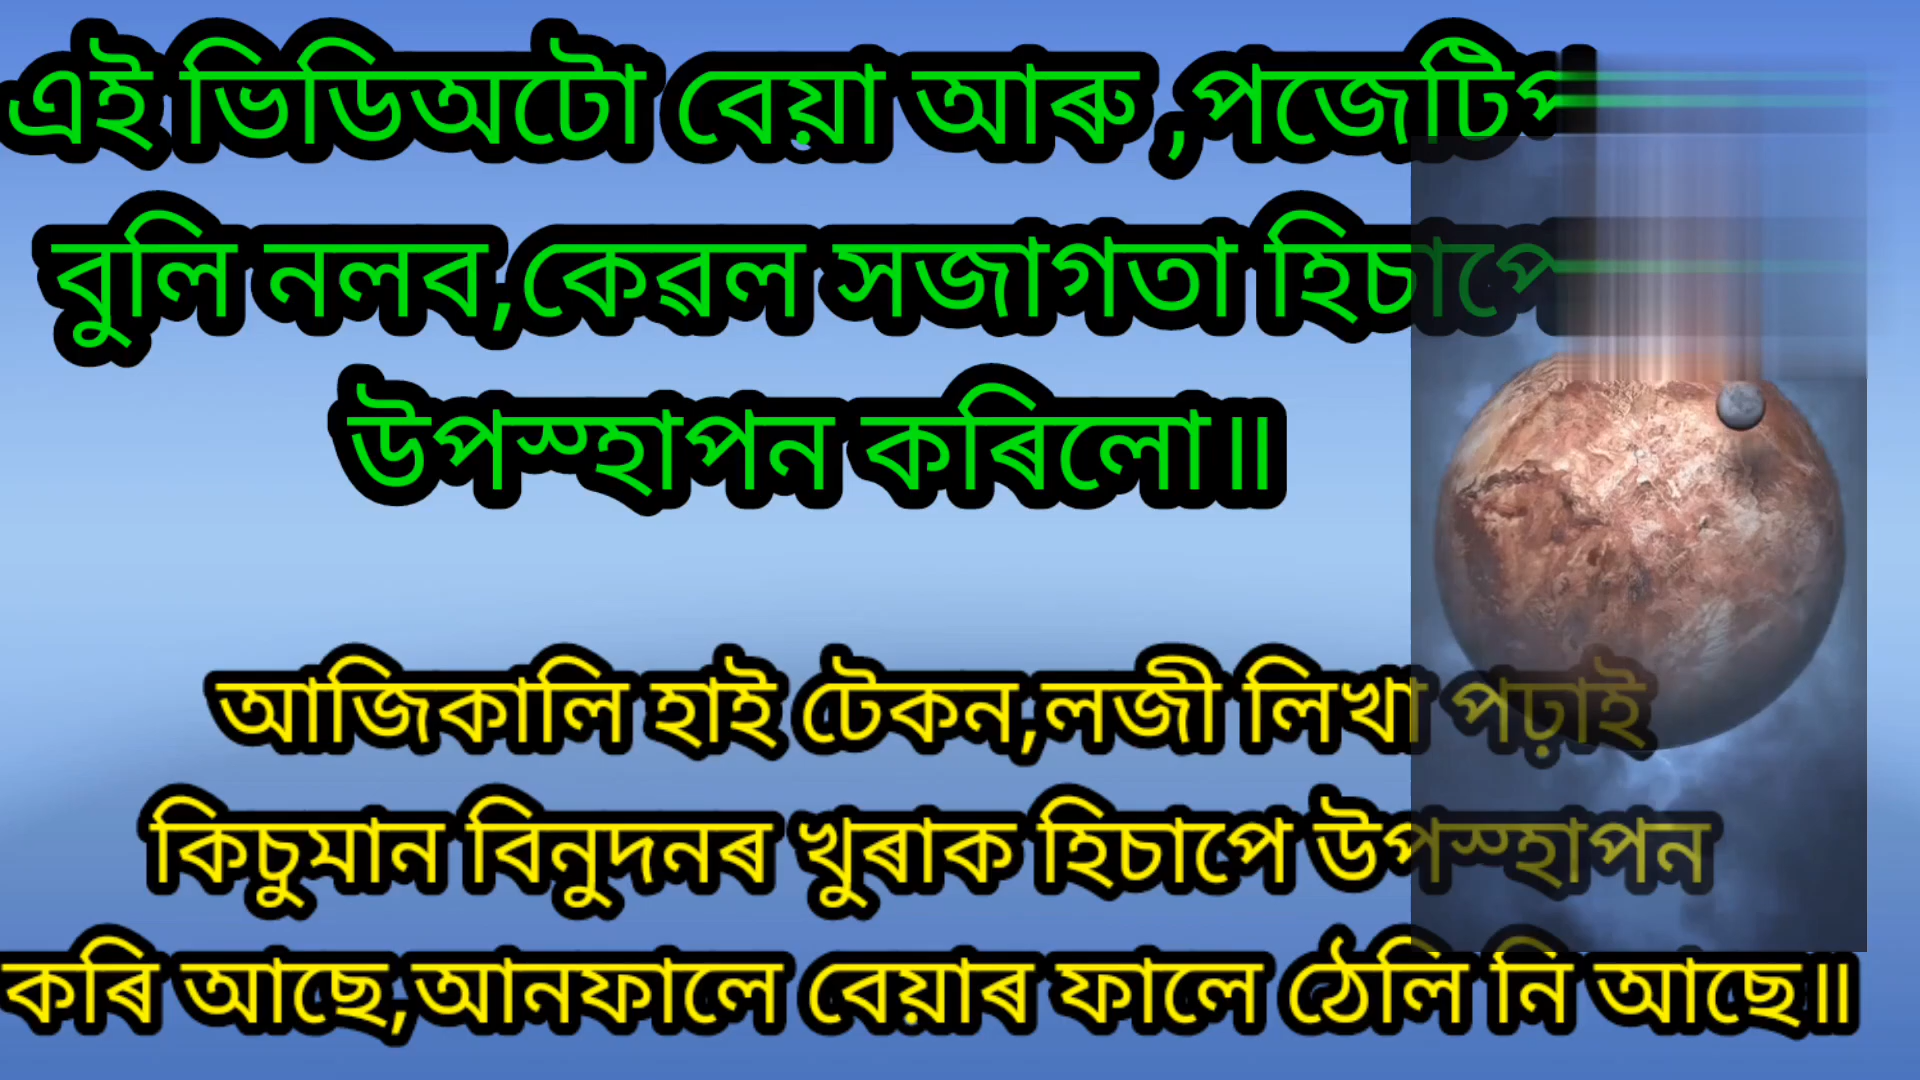 এই ভিডিঅটো বেয়া আৰু ,পজেটিপ
বুলি নলব,কেৱল সজাগতা হিচাপে
উপস্হাপন কৰিলো॥
আজিকালি হাই টেকন,লজী লিখা পঢ়াই
কিচুমান বিনুদনৰ খুৰাক হিচাপে উপস্হাপন
কৰি আছে,আনফালে বেয়াৰ ফালে ঠেলি নি আছে॥